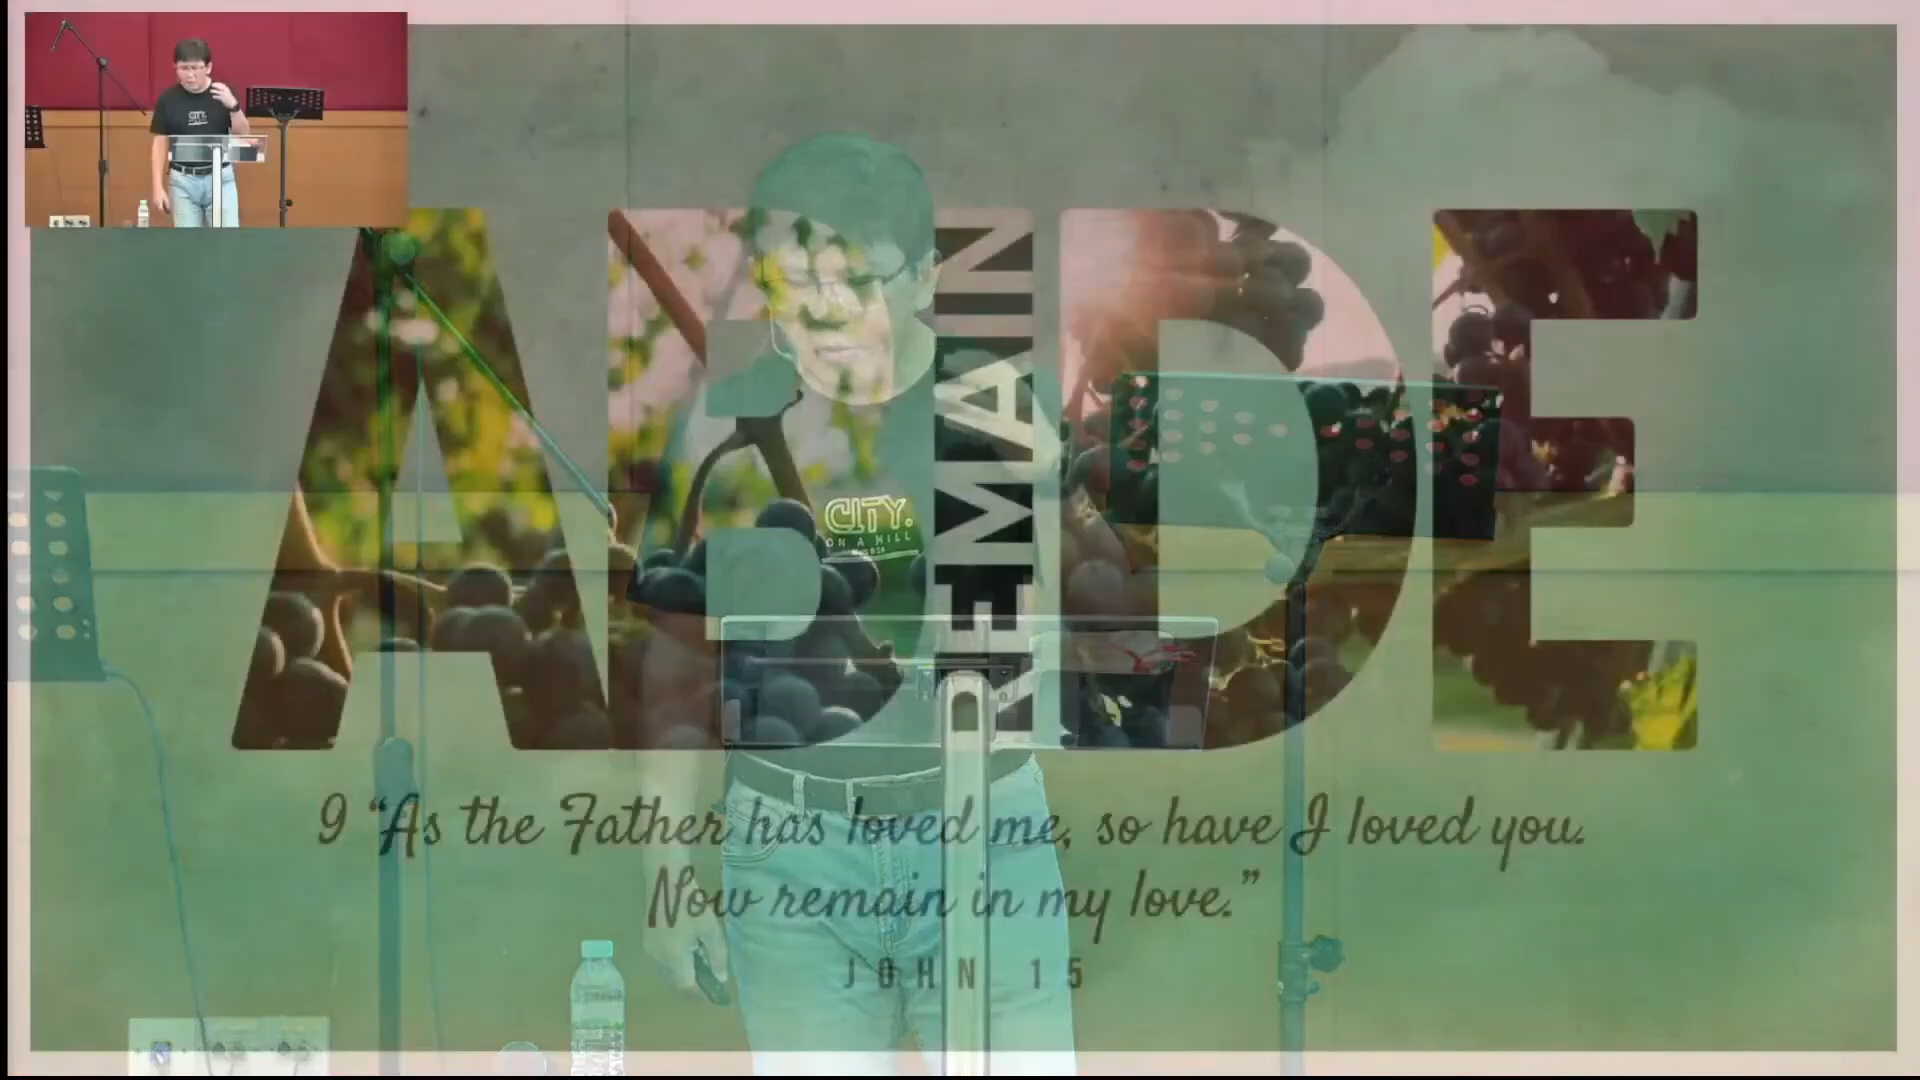 CITY.
ABIDE
REMAIN
CITY.
ON A HILL
9 “As the Father has loved me, so have I loved you.
Now remain in my love.”
JOHN 15